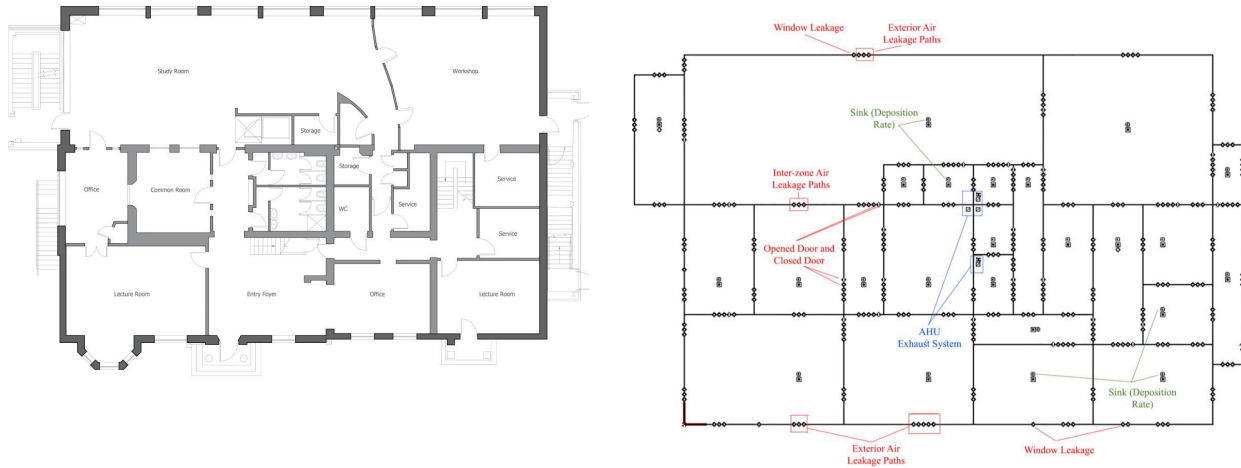 Study Room
Workshop
Storage
Storage
Office
Common Room
Service
WC
Service
Service
Lecture Room
Entry Foyer
Office
Lecture Room
Window Leakage
Exterior Air
Leakage Paths
Sink (Deposition
Rate)
Inter-zone Air
Leakage Paths
Opened Door and
Closed Door
AHU
Exhaust System
Sink (Deposition
Rate)
Exterior Air
Leakage Paths
Window Leakage